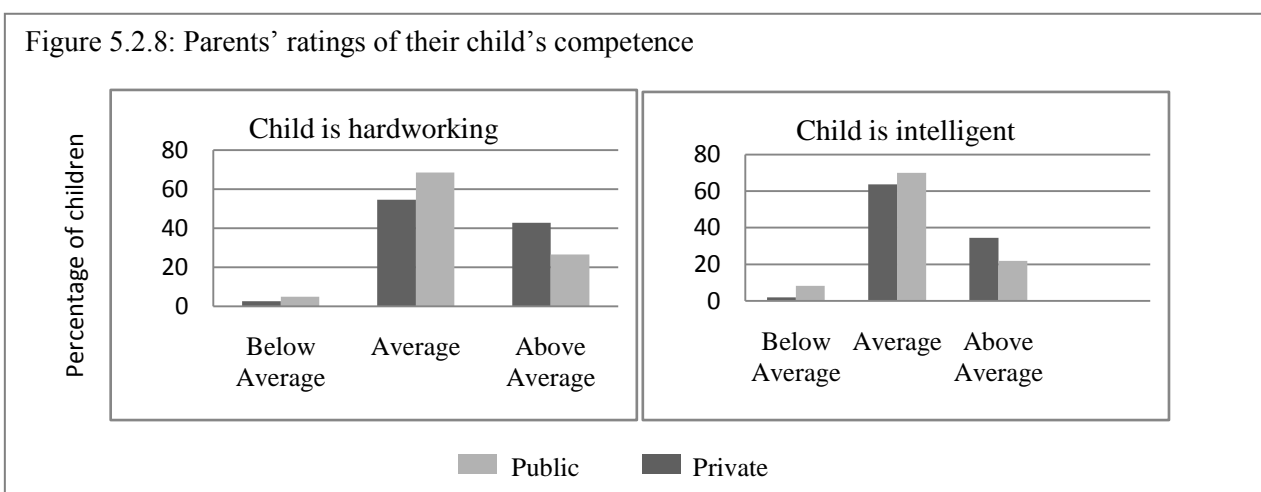 Figure 5.2.8: Parents’ ratings of their child’s competence
Percentage of children
Child is hardworking
80
60
40
20
0
Below Average
Average
Above Average
Child is intelligent
80
60
40
20
0
Below Average
Average
Above Average
Public
Private